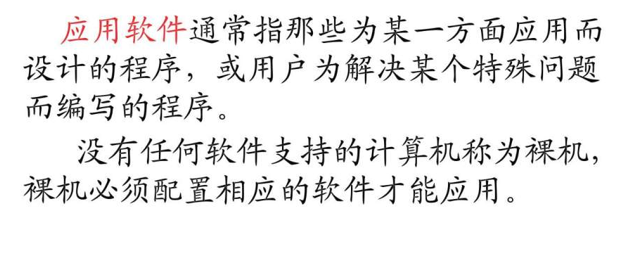 应用软件通常指那些为某一方面应用而
设计的程序，或用户为解决某个特殊问题
而编写的程序。
没有任何软件支持的计算机称为裸机，
裸机必须配置相应的软件才能应用。